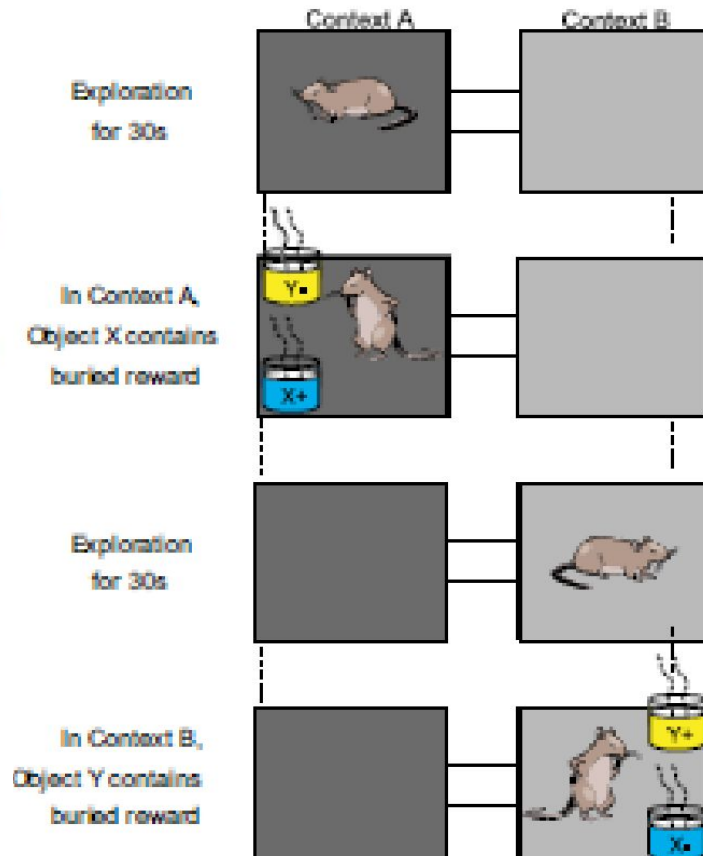 Context A Context B
Exploration
for 30s
In Context A,
Object X contains
buried reward
Y-
X+
Exploration
for 30s
In Context B,
Object Y contains
buried reward
Y+
X-